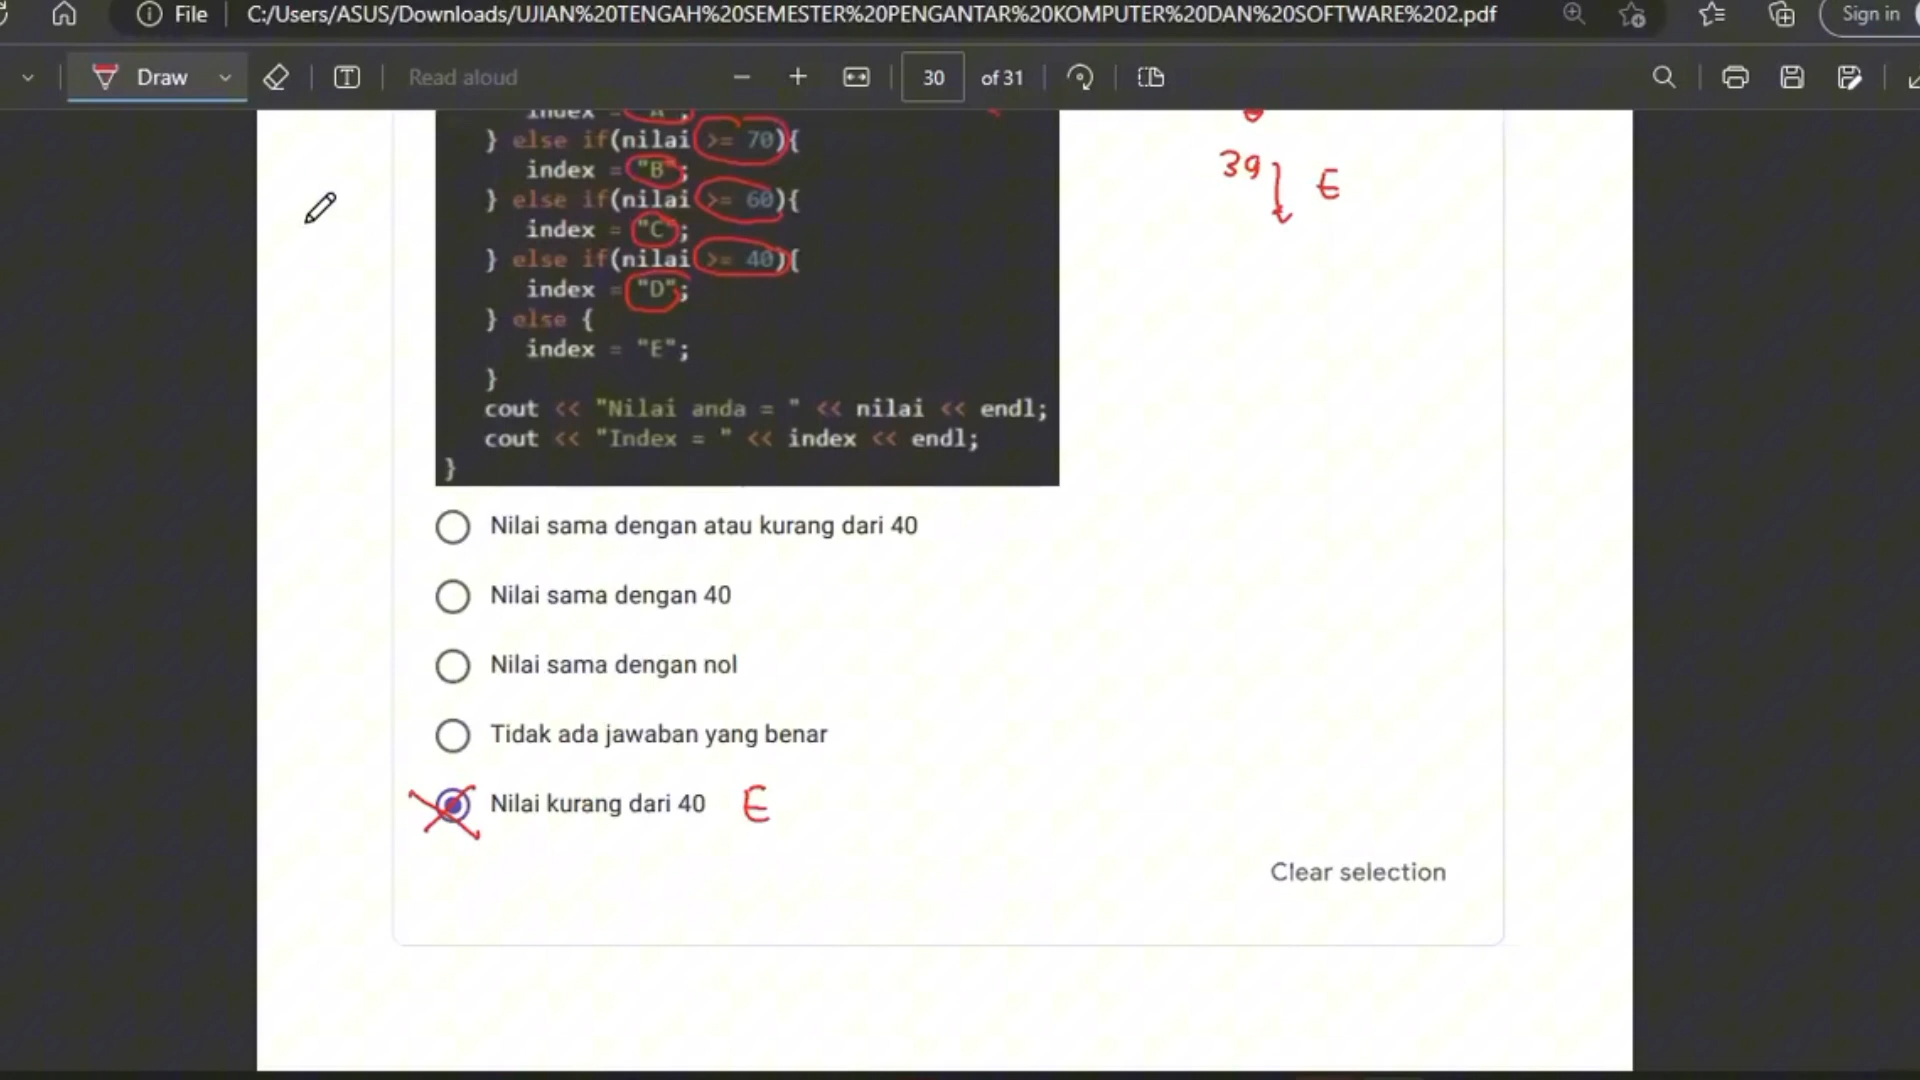 File
C:/Users/ASUS/Downloads/UJIAN%20TENGAH%20SEMESTER%20PENGANTAR%20KOMPUTER%20DAN%20SOFTWARE%202.pdf
Sign in
Draw
Read aloud
30 of 31
index = "A";
} else if(nilai >= 70){
index = "B";
} else if(nilai >= 60){
index = "C";
} else if(nilai >= 40){
index = "D";
} else {
index = "E";
}
cout << "Nilai anda = " << nilai << endl;
cout << "Index = " << index << endl;
}
39 E
Nilai sama dengan atau kurang dari 40
Nilai sama dengan 40
Nilai sama dengan nol
Tidak ada jawaban yang benar
Nilai kurang dari 40 E
Clear selection